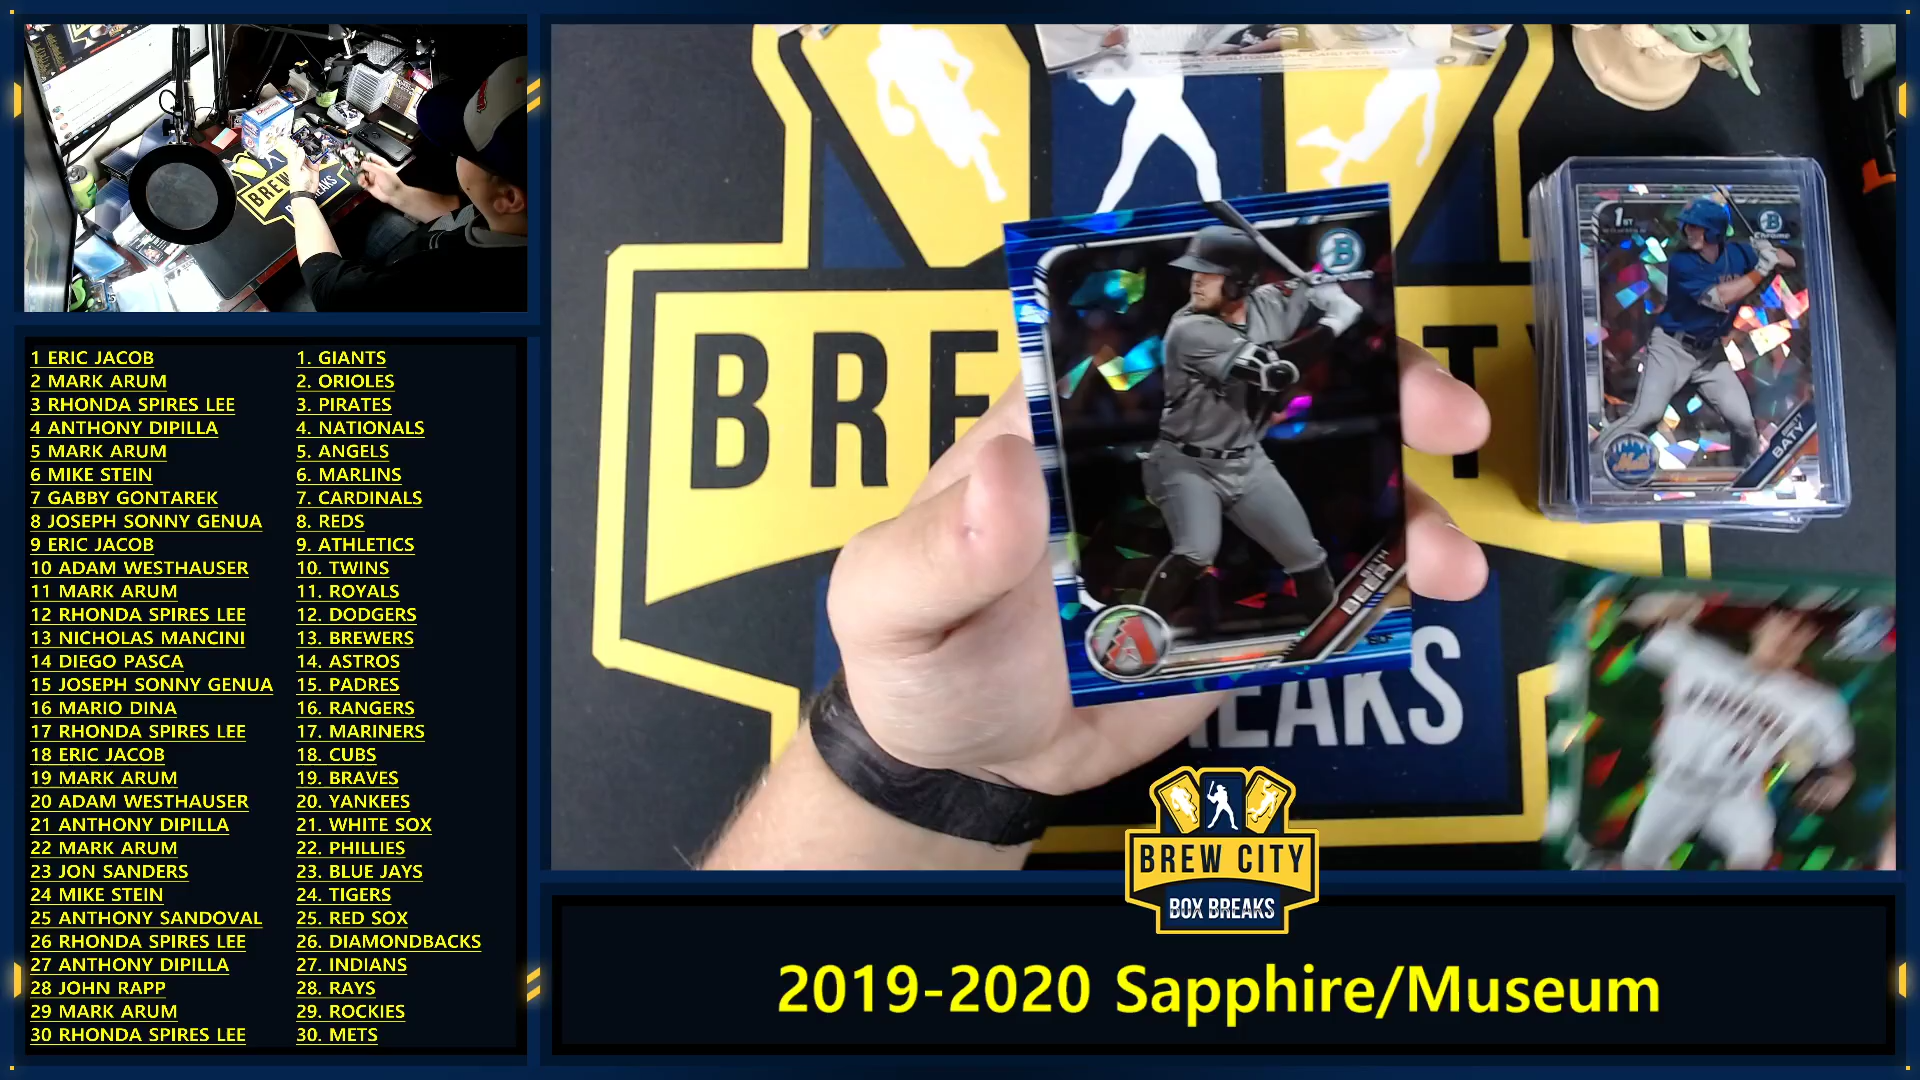 1 ERIC JACOB
2 MARK ARUM
3 RHONDA SPIRES LEE
4 ANTHONY DIPILLA
5 MARK ARUM
6 MIKE STEIN
7 GABBY GONTAREK
8 JOSEPH SONNY GENUA
9 ERIC JACOB
10 ADAM WESTHAUSER
11 MARK ARUM
12 RHONDA SPIRES LEE
13 NICHOLAS MANCINI
14 DIEGO PASCA
15 JOSEPH SONNY GENUA
16 MARIO DINA
17 RHONDA SPIRES LEE
18 ERIC JACOB
19 MARK ARUM
20 ADAM WESTHAUSER
21 ANTHONY DIPILLA
22 MARK ARUM
23 JON SANDERS
24 MIKE STEIN
25 ANTHONY SANDOVAL
26 RHONDA SPIRES LEE
27 ANTHONY DIPILLA
28 JOHN RAPP
29 MARK ARUM
30 RHONDA SPIRES LEE
1. GIANTS
2. ORIOLES
3. PIRATES
4. NATIONALS
5. ANGELS
6. MARLINS
7. CARDINALS
8. REDS
9. ATHLETICS
10. TWINS
11. ROYALS
12. DODGERS
13. BREWERS
14. ASTROS
15. PADRES
16. RANGERS
17. MARINERS
18. CUBS
19. BRAVES
20. YANKEES
21. WHITE SOX
22. PHILLIES
23. BLUE JAYS
24. TIGERS
25. RED SOX
26. DIAMONDBACKS
27. INDIANS
28. RAYS
29. ROCKIES
30. METS
BRE
TY
EAKS
B
1ST
B
Chrome
BATY
Mets
BEER
BREW CITY
BOX BREAKS
2019-2020 Sapphire/Museum